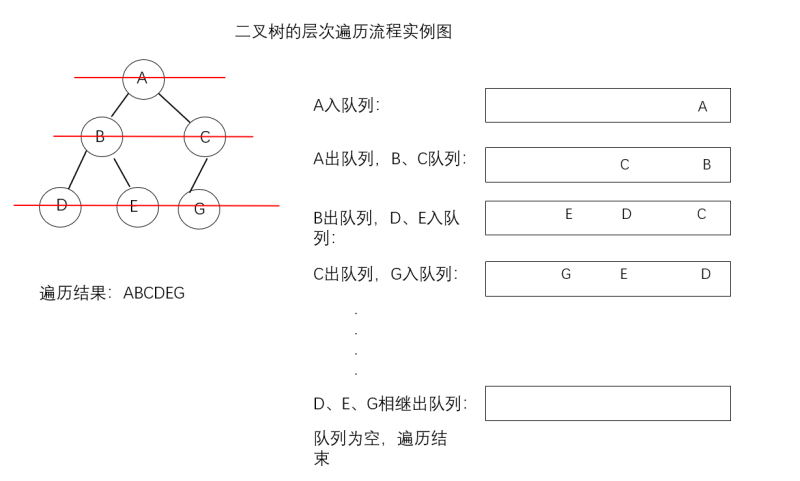 二叉树的层次遍历流程实例图
A
B
C
D
E
G
遍历结果：ABCDEG
A入队列：
A
A出队列，B、C队列：
C B
B出队列，D、E入队
列：
E D C
C出队列，G入队列：
G E D
.
.
.
.
D、E、G相继出队列：
队列为空，遍历结
束